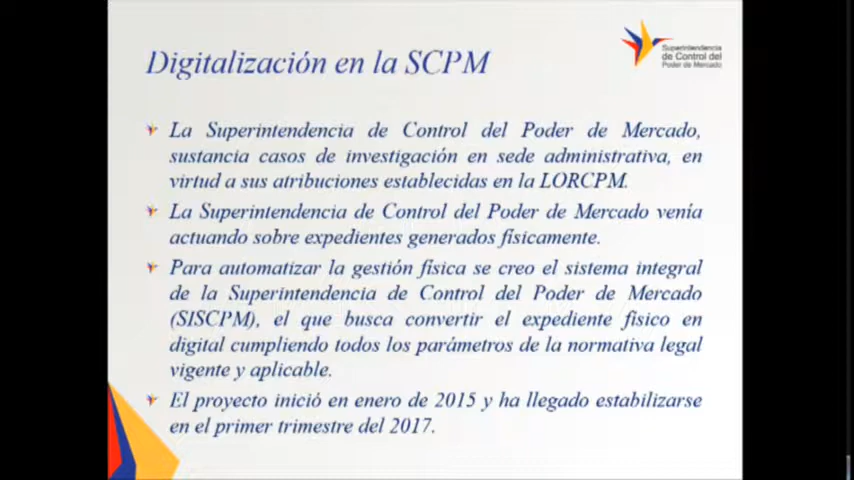 Digitalización en la SCPM
Superintendencia
de Control del
Poder de Mercado
La Superintendencia de Control del Poder de Mercado,
sustancia casos de investigación en sede administrativa, en
virtud a sus atribuciones establecidas en la LORCPM.
La Superintendencia de Control del Poder de Mercado venía
actuando sobre expedientes generados físicamente.
Para automatizar la gestión física se creo el sistema integral
de la Superintendencia de Control del Poder de Mercado
(SISCPM), el que busca convertir el expediente físico en
digital cumpliendo todos los parámetros de la normativa legal
vigente y aplicable.
El proyecto inició en enero de 2015 y ha llegado estabilizarse
en el primer trimestre del 2017.